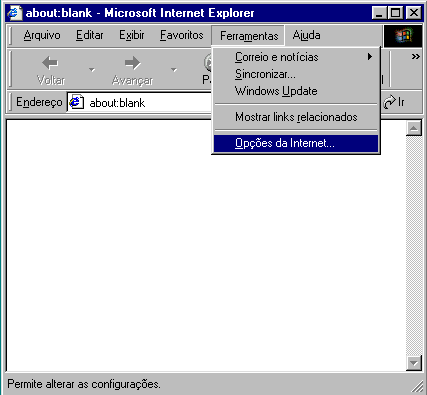 about:blank - Microsoft Internet Explorer
Arquivo Editar Exibir Favoritos Ferramentas Ajuda
Correio e notícias
Sincronizar...
Windows Update
Mostrar links relacionados
Opções da Internet...
Voltar Avançar
Endereço about:blank Ir
Permite alterar as configurações.